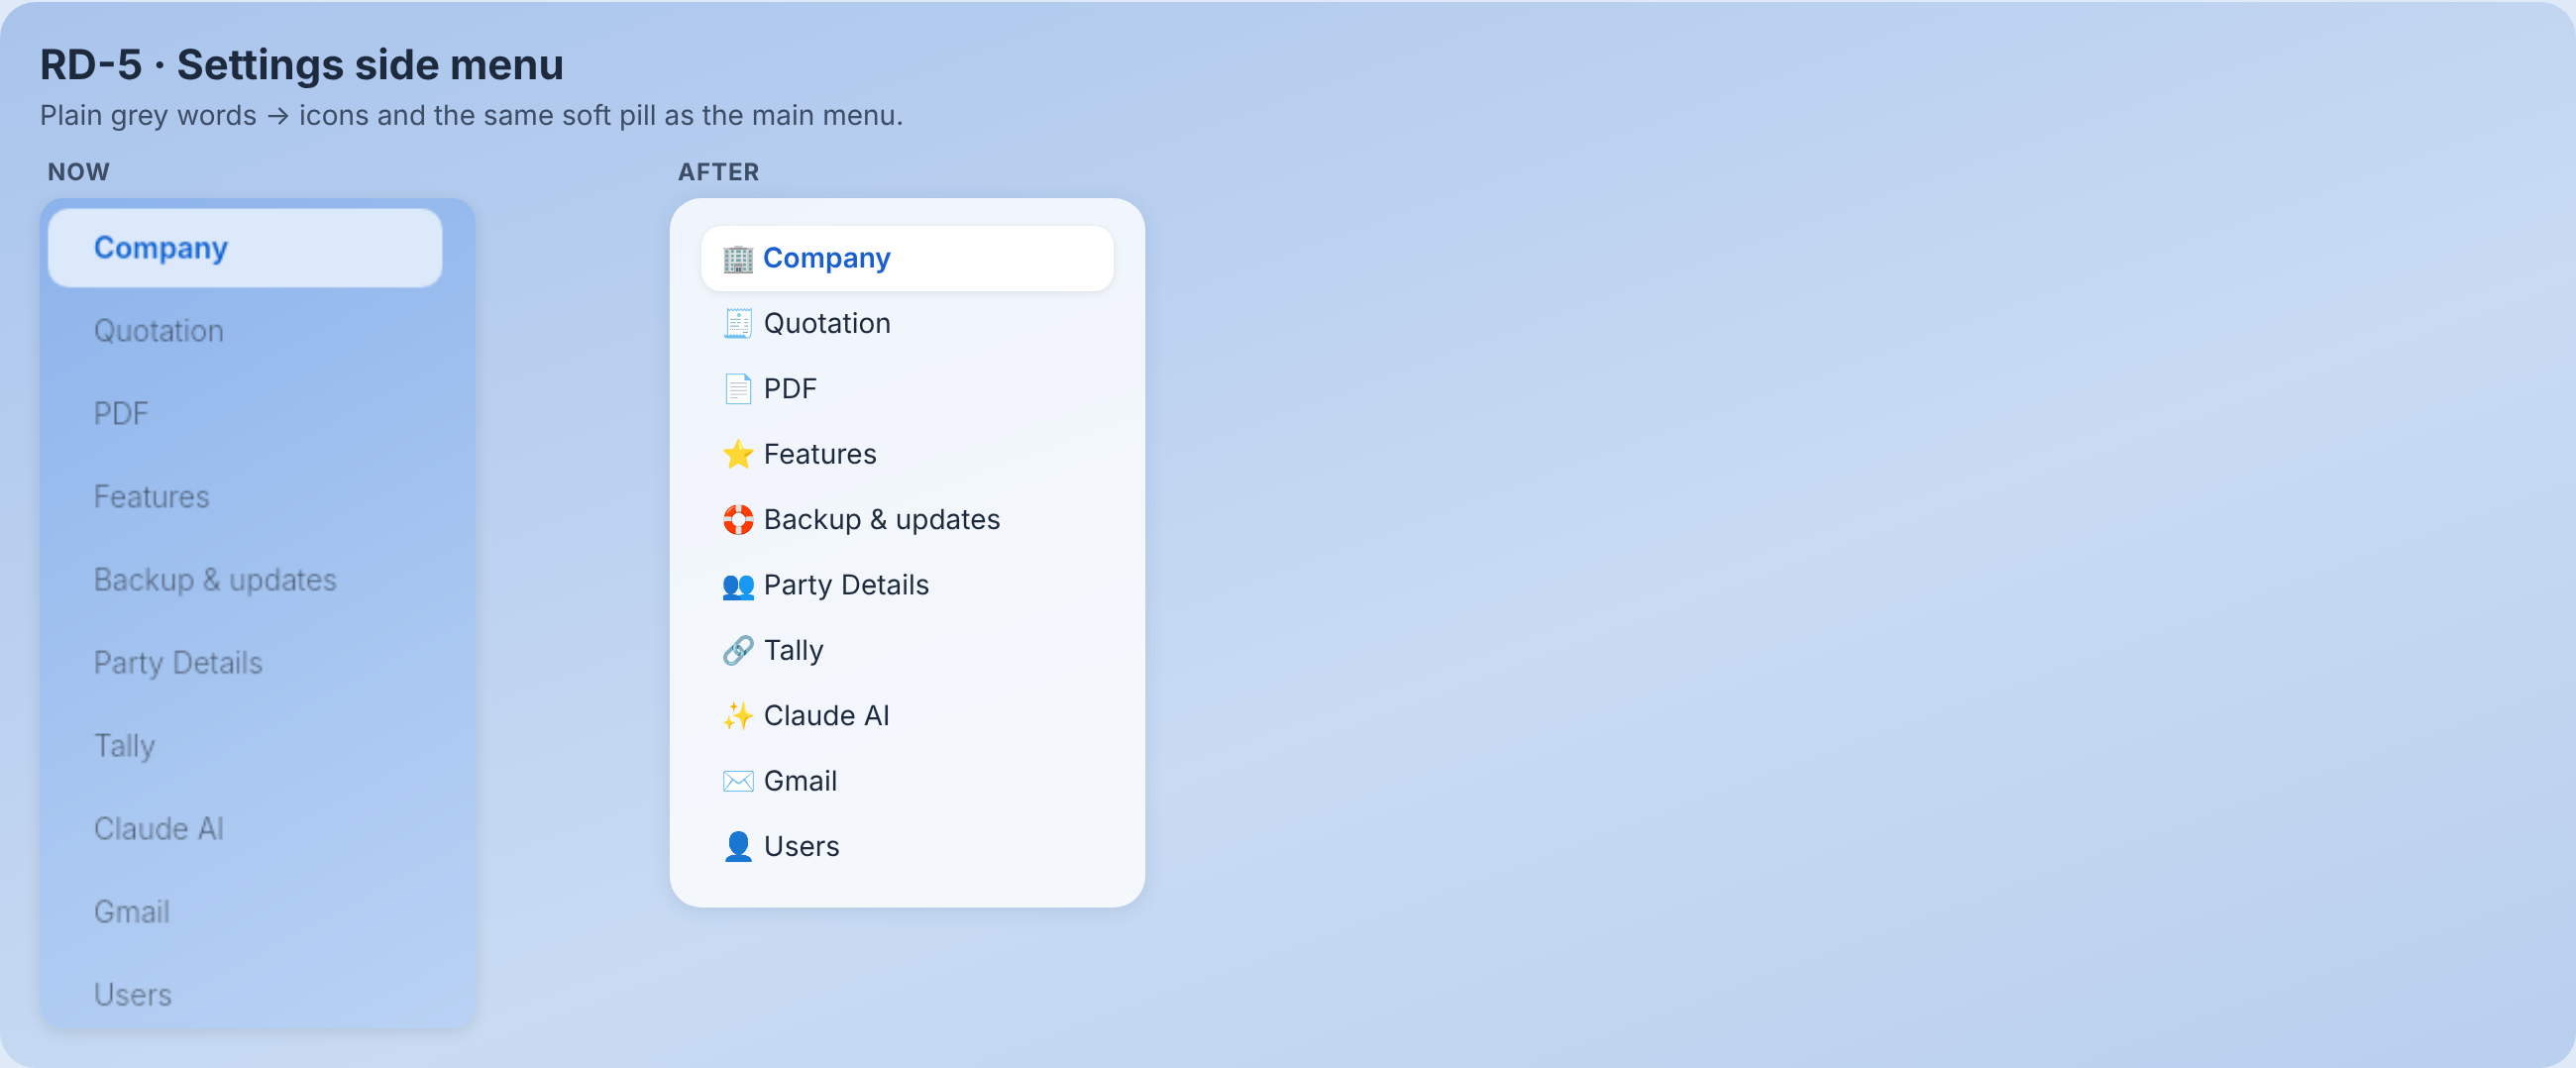 RD-5 · Settings side menu
Plain grey words → icons and the same soft pill as the main menu.
NOW
Company
Quotation
PDF
Features
Backup & updates
Party Details
Tally
Claude AI
Gmail
Users
AFTER
Company
Quotation
PDF
Features
Backup & updates
Party Details
Tally
Claude AI
Gmail
Users